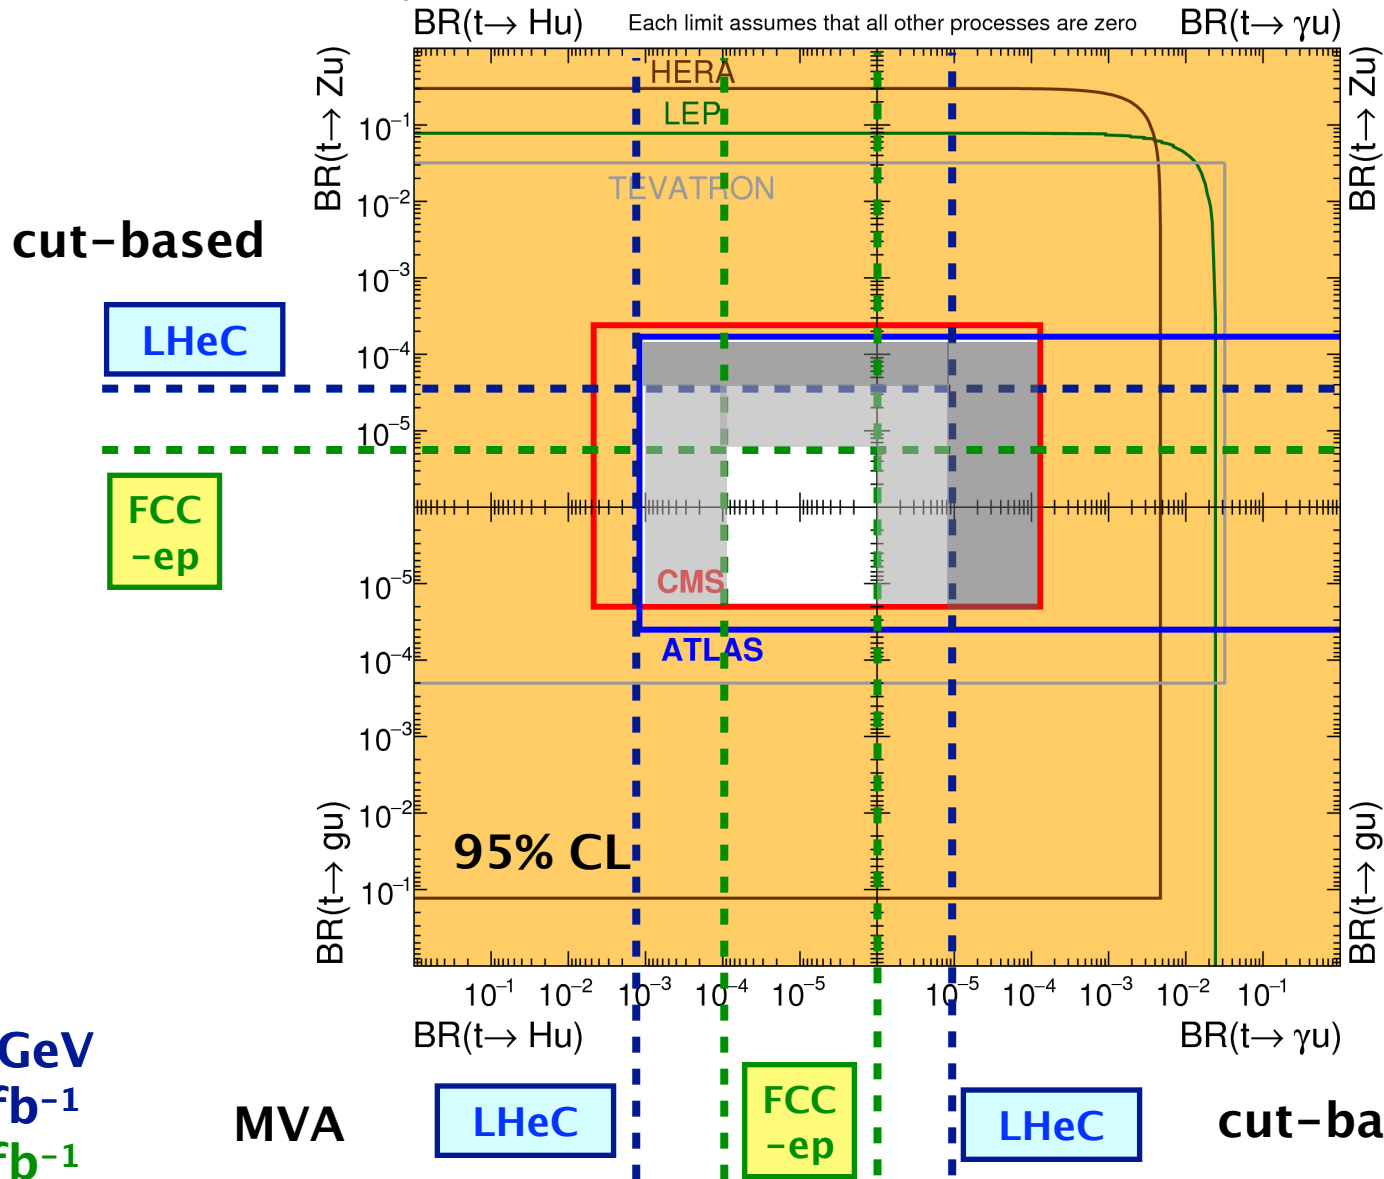 BR(t→ Hu) Each limit assumes that all other processes are zero BR(t→ γu)
BR(t→ Zu)
BR(t→ Zu)
HERA
LEP
TEVATRON
10⁻¹
10⁻²
10⁻³
10⁻⁴
10⁻⁵
10⁻⁵
10⁻⁴
10⁻³
10⁻²
10⁻¹
cut-based
LHeC
FCC
-ep
CMS
ATLAS
95% CL
BR(t→ gu)
BR(t→ gu)
10⁻¹ 10⁻² 10⁻³ 10⁻⁴ 10⁻⁵ 10⁻⁵ 10⁻⁴ 10⁻³ 10⁻² 10⁻¹
BR(t→ Hu) BR(t→ γu)
GeV
fb⁻¹
fb⁻¹
MVA
LHeC
FCC
-ep
LHeC
cut-ba